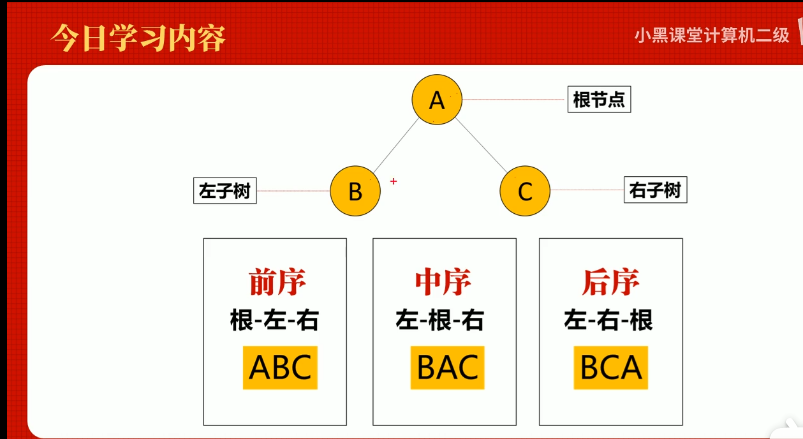 今日学习内容
小黑课堂计算机二级
A
根节点
左子树
B
C
右子树
前序
根-左-右
ABC
中序
左-根-右
BAC
后序
左-右-根
BCA